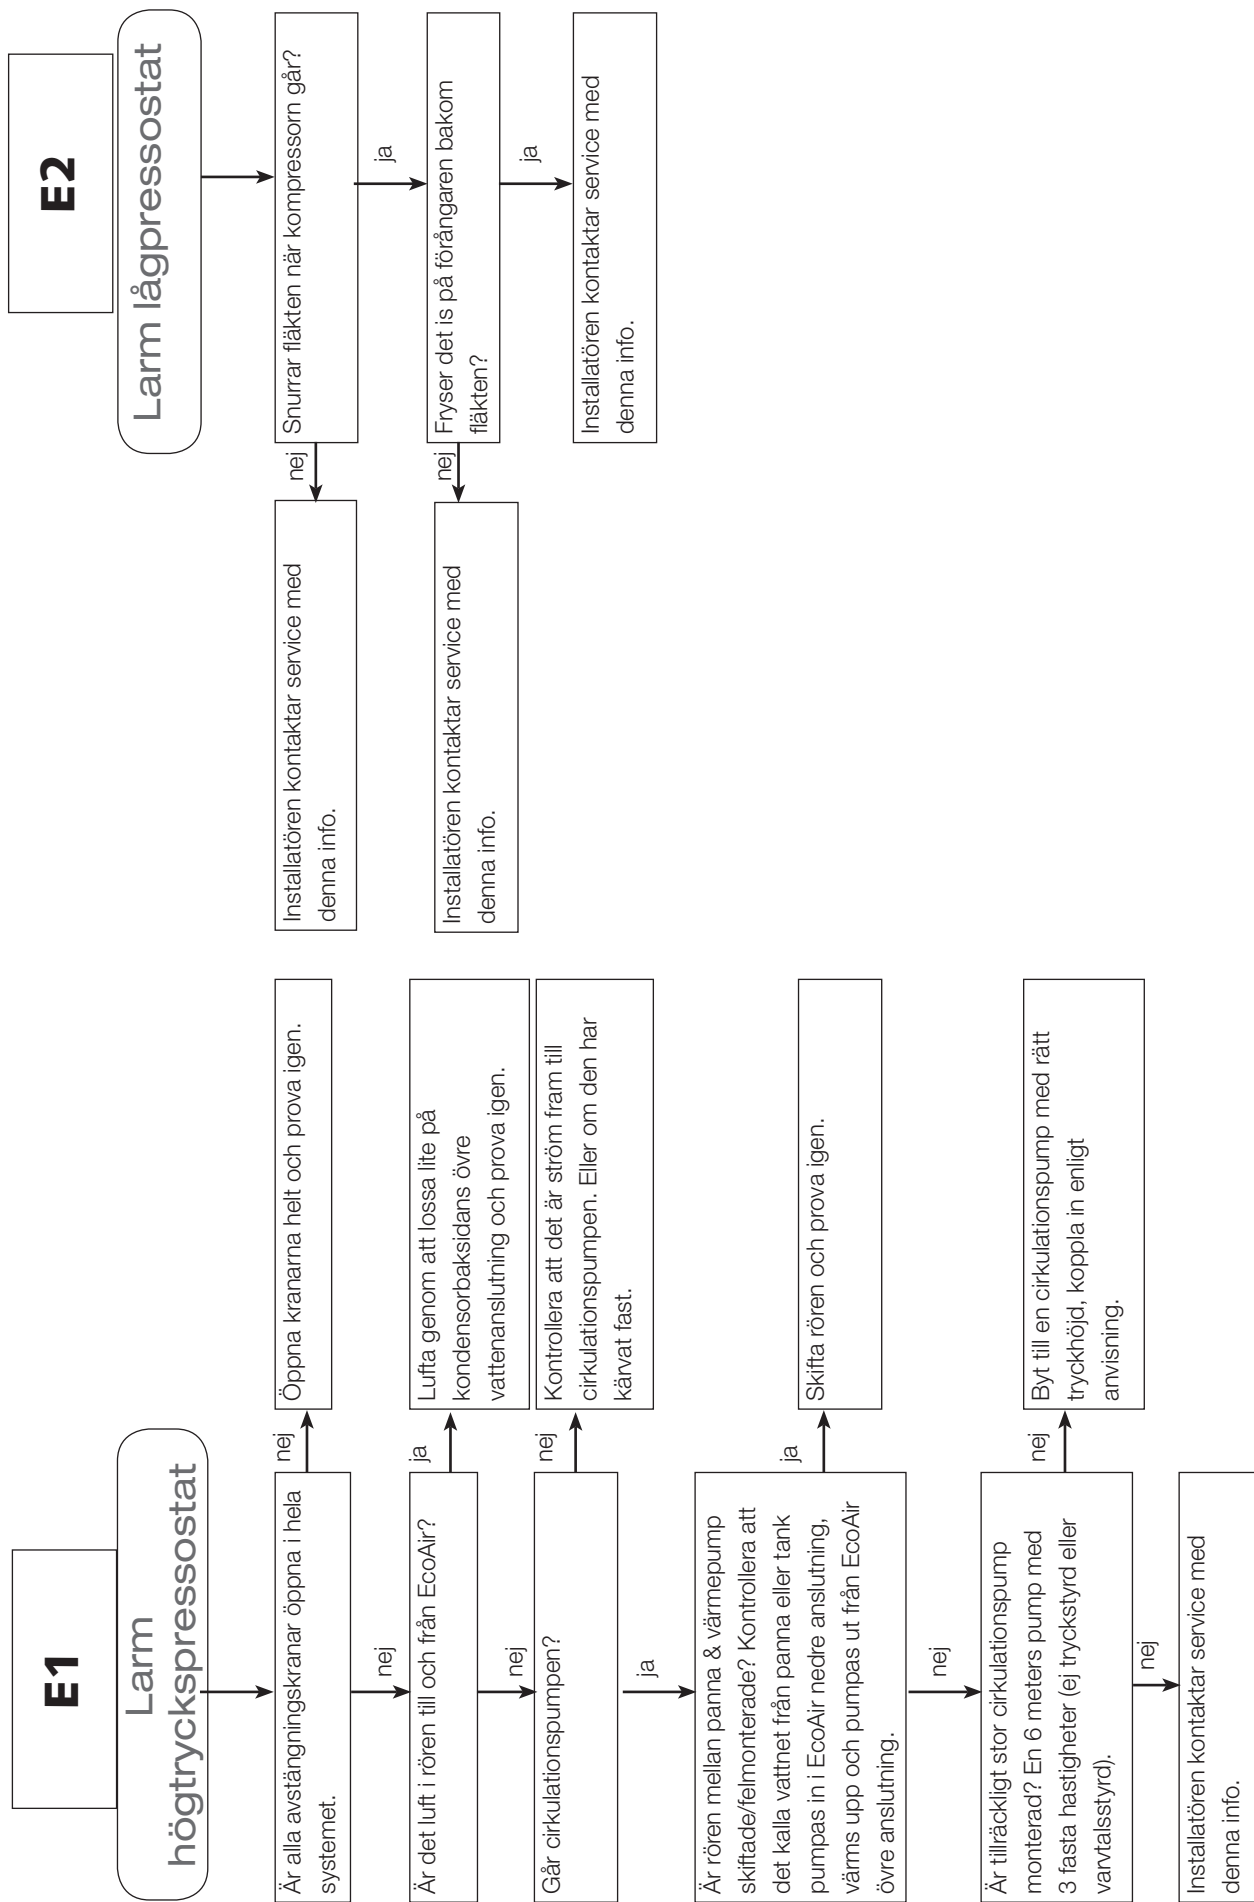 E1
Larm
högtryckspressostat
Är alla avstängningskranar öppna i hela
systemet.
nej
Öppna kranarna helt och prova igen.
nej
Är det luft i rören till och från EcoAir?
ja
Lufta genom att lossa lite på
kondensorbaksidans övre
vattenanslutning och prova igen.
nej
Går cirkulationspumpen?
nej
Kontrollera att det är ström fram till
cirkulationspumpen. Eller om den har
kärvat fast.
ja
Är rören mellan panna & värmepump
skiftade/felmonterade? Kontrollera att
det kalla vattnet från panna eller tank
pumpas in i EcoAir nedre anslutning,
värms upp och pumpas ut från EcoAir
övre anslutning.
ja
Skifta rören och prova igen.
nej
Är tillräckligt stor cirkulationspump
monterad? En 6 meters pump med
3 fasta hastigheter (ej tryckstyrd eller
varvtalsstyrd).
nej
Byt till en cirkulationspump med rätt
tryckhöjd, koppla in enligt
anvisning.
nej
Installatören kontaktar service med
denna info.
E2
Larm lågpressostat
Snurrar fläkten när kompressorn går?
nej
Installatören kontaktar service med
denna info.
ja
Fryser det is på förångaren bakom
fläkten?
nej
Installatören kontaktar service med
denna info.
ja
Installatören kontaktar service med
denna info.